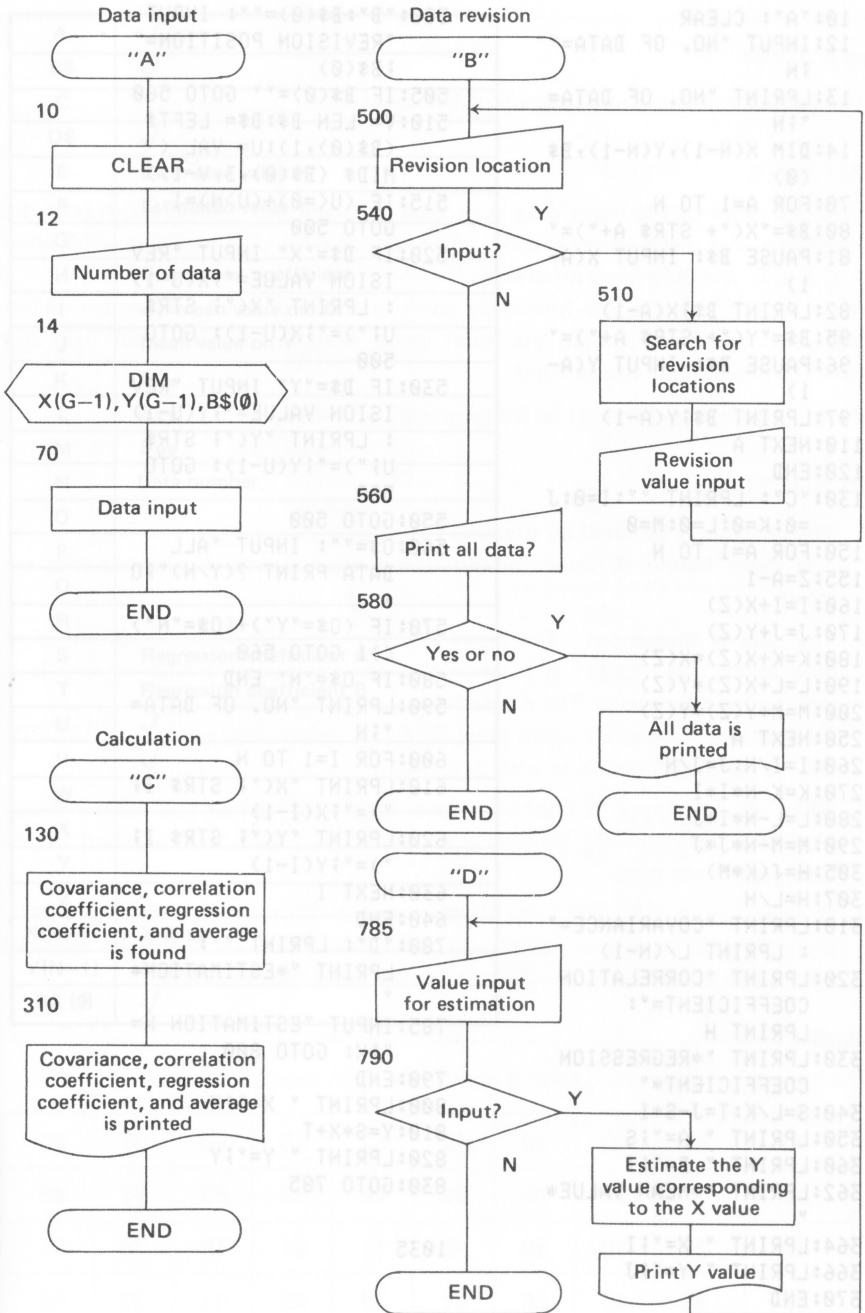 Data input
"A"
10
CLEAR
12
Number of data
14
DIM
X(G−1), Y(G−1), B$(0̸)
70
Data input
END
Calculation
"C"
130
Covariance, correlation
coefficient, regression
coefficient, and average
is found
310
Covariance, correlation
coefficient, regression
coefficient, and average
is printed
END
Data revision
"B"
500
Revision location
540
Input?
Y
N
510
Search for
revision
locations
Revision
value input
560
Print all data?
580
Yes or no
Y
N
All data is
printed
END
END
"D"
785
Value input
for estimation
790
Input?
Y
N
Estimate the Y
value corresponding
to the X value
Print Y value
END